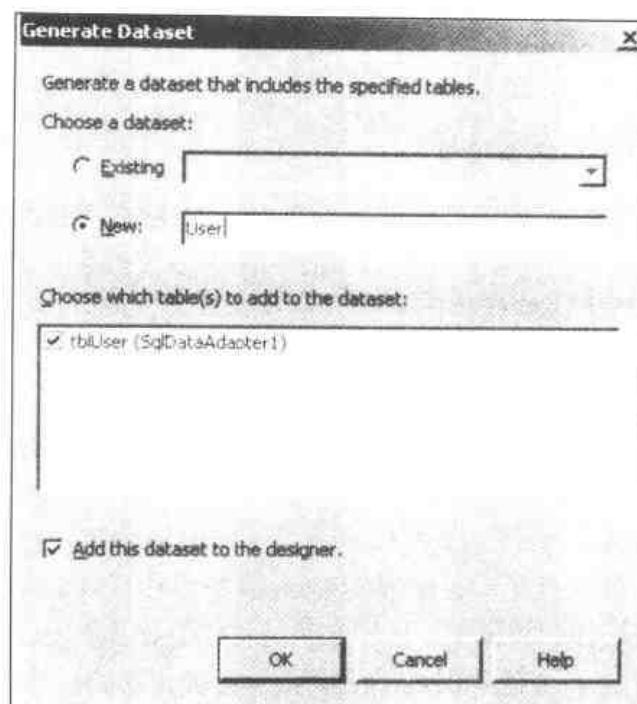 Generate Dataset
Generate a dataset that includes the specified tables.
Choose a dataset:
Existing
New:
User
Choose which table(s) to add to the dataset:
tblUser (SqlDataAdapter1)
Add this dataset to the designer.
OK
Cancel
Help